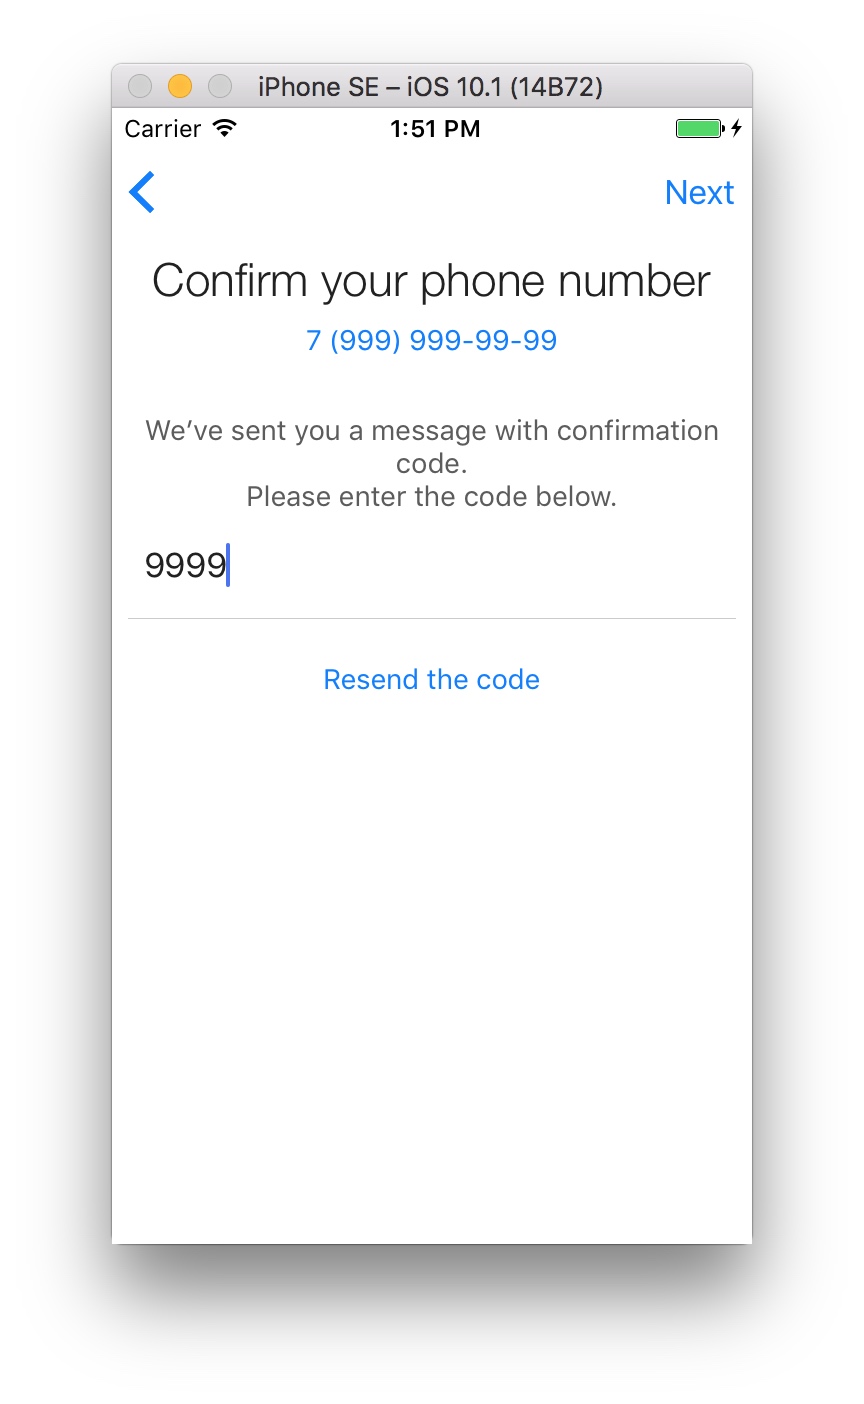 iPhone SE – iOS 10.1 (14B72)
Carrier 1:51 PM
Next
Confirm your phone number
7 (999) 999-99-99
We’ve sent you a message with confirmation
code.
Please enter the code below.
9999
Resend the code